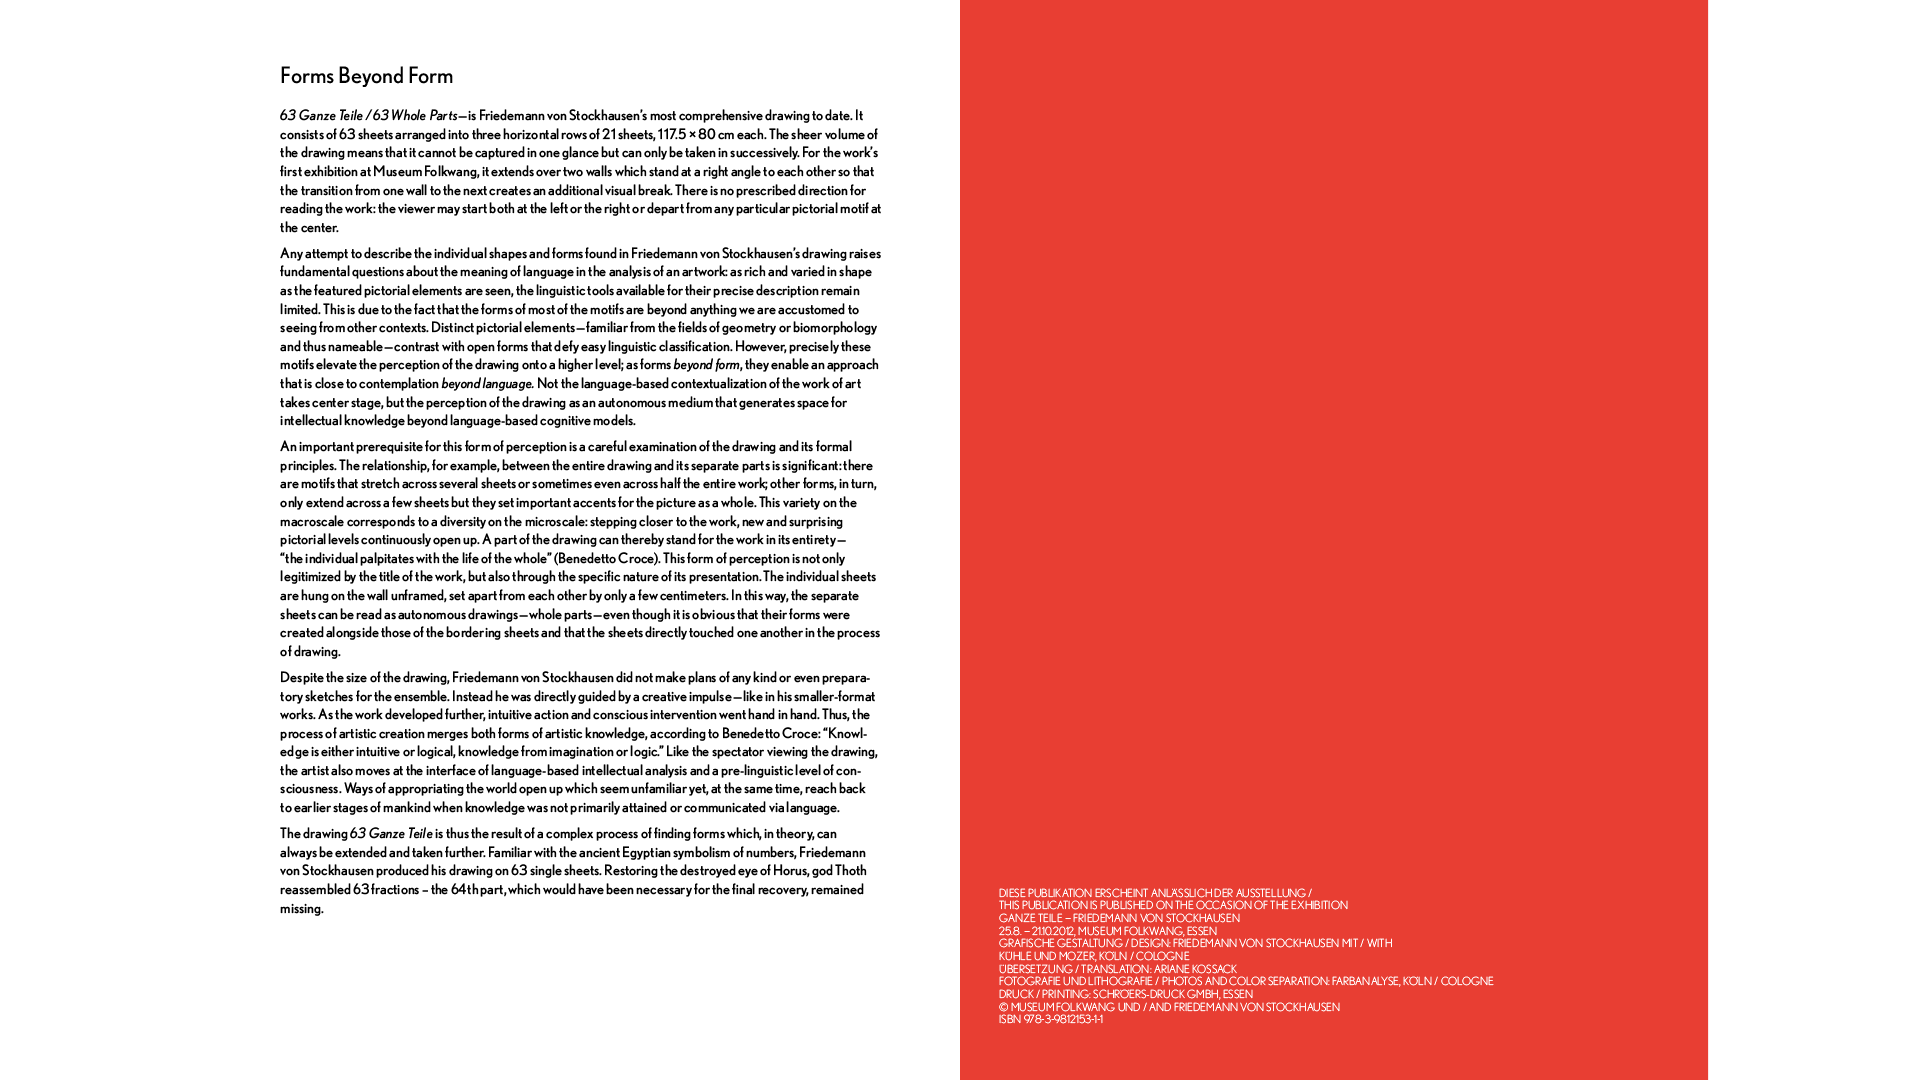 Forms Beyond Form
63 Ganze Teile / 63 Whole Parts—is Friedemann von Stockhausen’s most comprehensive drawing to date. It
consists of 63 sheets arranged into three horizontal rows of 21 sheets, 117.5 × 80 cm each. The sheer volume of
the drawing means that it cannot be captured in one glance but can only be taken in successively. For the work’s
first exhibition at Museum Folkwang, it extends over two walls which stand at a right angle to each other so that
the transition from one wall to the next creates an additional visual break. There is no prescribed direction for
reading the work: the viewer may start both at the left or the right or depart from any particular pictorial motif at
the center.
Any attempt to describe the individual shapes and forms found in Friedemann von Stockhausen’s drawing raises
fundamental questions about the meaning of language in the analysis of an artwork: as rich and varied in shape
as the featured pictorial elements are seen, the linguistic tools available for their precise description remain
limited. This is due to the fact that the forms of most of the motifs are beyond anything we are accustomed to
seeing from other contexts. Distinct pictorial elements—familiar from the fields of geometry or biomorphology
and thus nameable—contrast with open forms that defy easy linguistic classification. However, precisely these
motifs elevate the perception of the drawing onto a higher level; as forms beyond form, they enable an approach
that is close to contemplation beyond language. Not the language-based contextualization of the work of art
takes center stage, but the perception of the drawing as an autonomous medium that generates space for
intellectual knowledge beyond language-based cognitive models.
An important prerequisite for this form of perception is a careful examination of the drawing and its formal
principles. The relationship, for example, between the entire drawing and its separate parts is significant: there
are motifs that stretch across several sheets or sometimes even across half the entire work; other forms, in turn,
only extend across a few sheets but they set important accents for the picture as a whole. This variety on the
macroscale corresponds to a diversity on the microscale: stepping closer to the work, new and surprising
pictorial levels continuously open up. A part of the drawing can thereby stand for the work in its entirety—
“the individual palpitates with the life of the whole” (Benedetto Croce). This form of perception is not only
legitimized by the title of the work, but also through the specific nature of its presentation. The individual sheets
are hung on the wall unframed, set apart from each other by only a few centimeters. In this way, the separate
sheets can be read as autonomous drawings—whole parts—even though it is obvious that their forms were
created alongside those of the bordering sheets and that the sheets directly touched one another in the process
of drawing.
Despite the size of the drawing, Friedemann von Stockhausen did not make plans of any kind or even prepara-
tory sketches for the ensemble. Instead he was directly guided by a creative impulse—like in his smaller-format
works. As the work developed further, intuitive action and conscious intervention went hand in hand. Thus, the
process of artistic creation merges both forms of artistic knowledge, according to Benedetto Croce: “Knowl-
edge is either intuitive or logical, knowledge from imagination or logic.” Like the spectator viewing the drawing,
the artist also moves at the interface of language-based intellectual analysis and a pre-linguistic level of con-
sciousness. Ways of appropriating the world open up which seem unfamiliar yet, at the same time, reach back
to earlier stages of mankind when knowledge was not primarily attained or communicated via language.
The drawing 63 Ganze Teile is thus the result of a complex process of finding forms which, in theory, can
always be extended and taken further. Familiar with the ancient Egyptian symbolism of numbers, Friedemann
von Stockhausen produced his drawing on 63 single sheets. Restoring the destroyed eye of Horus, god Thoth
reassembled 63 fractions – the 64th part, which would have been necessary for the final recovery, remained
missing.
DIESE PUBLIKATION ERSCHEINT ANLÄSSLICH DER AUSSTELLUNG /
THIS PUBLICATION IS PUBLISHED ON THE OCCASION OF THE EXHIBITION
GANZE TEILE – FRIEDEMANN VON STOCKHAUSEN
25.8. – 21.10.2012, MUSEUM FOLKWANG, ESSEN
GRAFISCHE GESTALTUNG / DESIGN: FRIEDEMANN VON STOCKHAUSEN MIT / WITH
KÜHLE UND MOZER, KÖLN / COLOGNE
ÜBERSETZUNG / TRANSLATION: ARIANE KOSSACK
FOTOGRAFIE UND LITHOGRAFIE / PHOTOS AND COLOR SEPARATION: FARBANALYSE, KÖLN / COLOGNE
DRUCK / PRINTING: SCHRÖERS-DRUCK GMBH, ESSEN
© MUSEUM FOLKWANG UND / AND FRIEDEMANN VON STOCKHAUSEN
ISBN 978-3-9812153-1-1